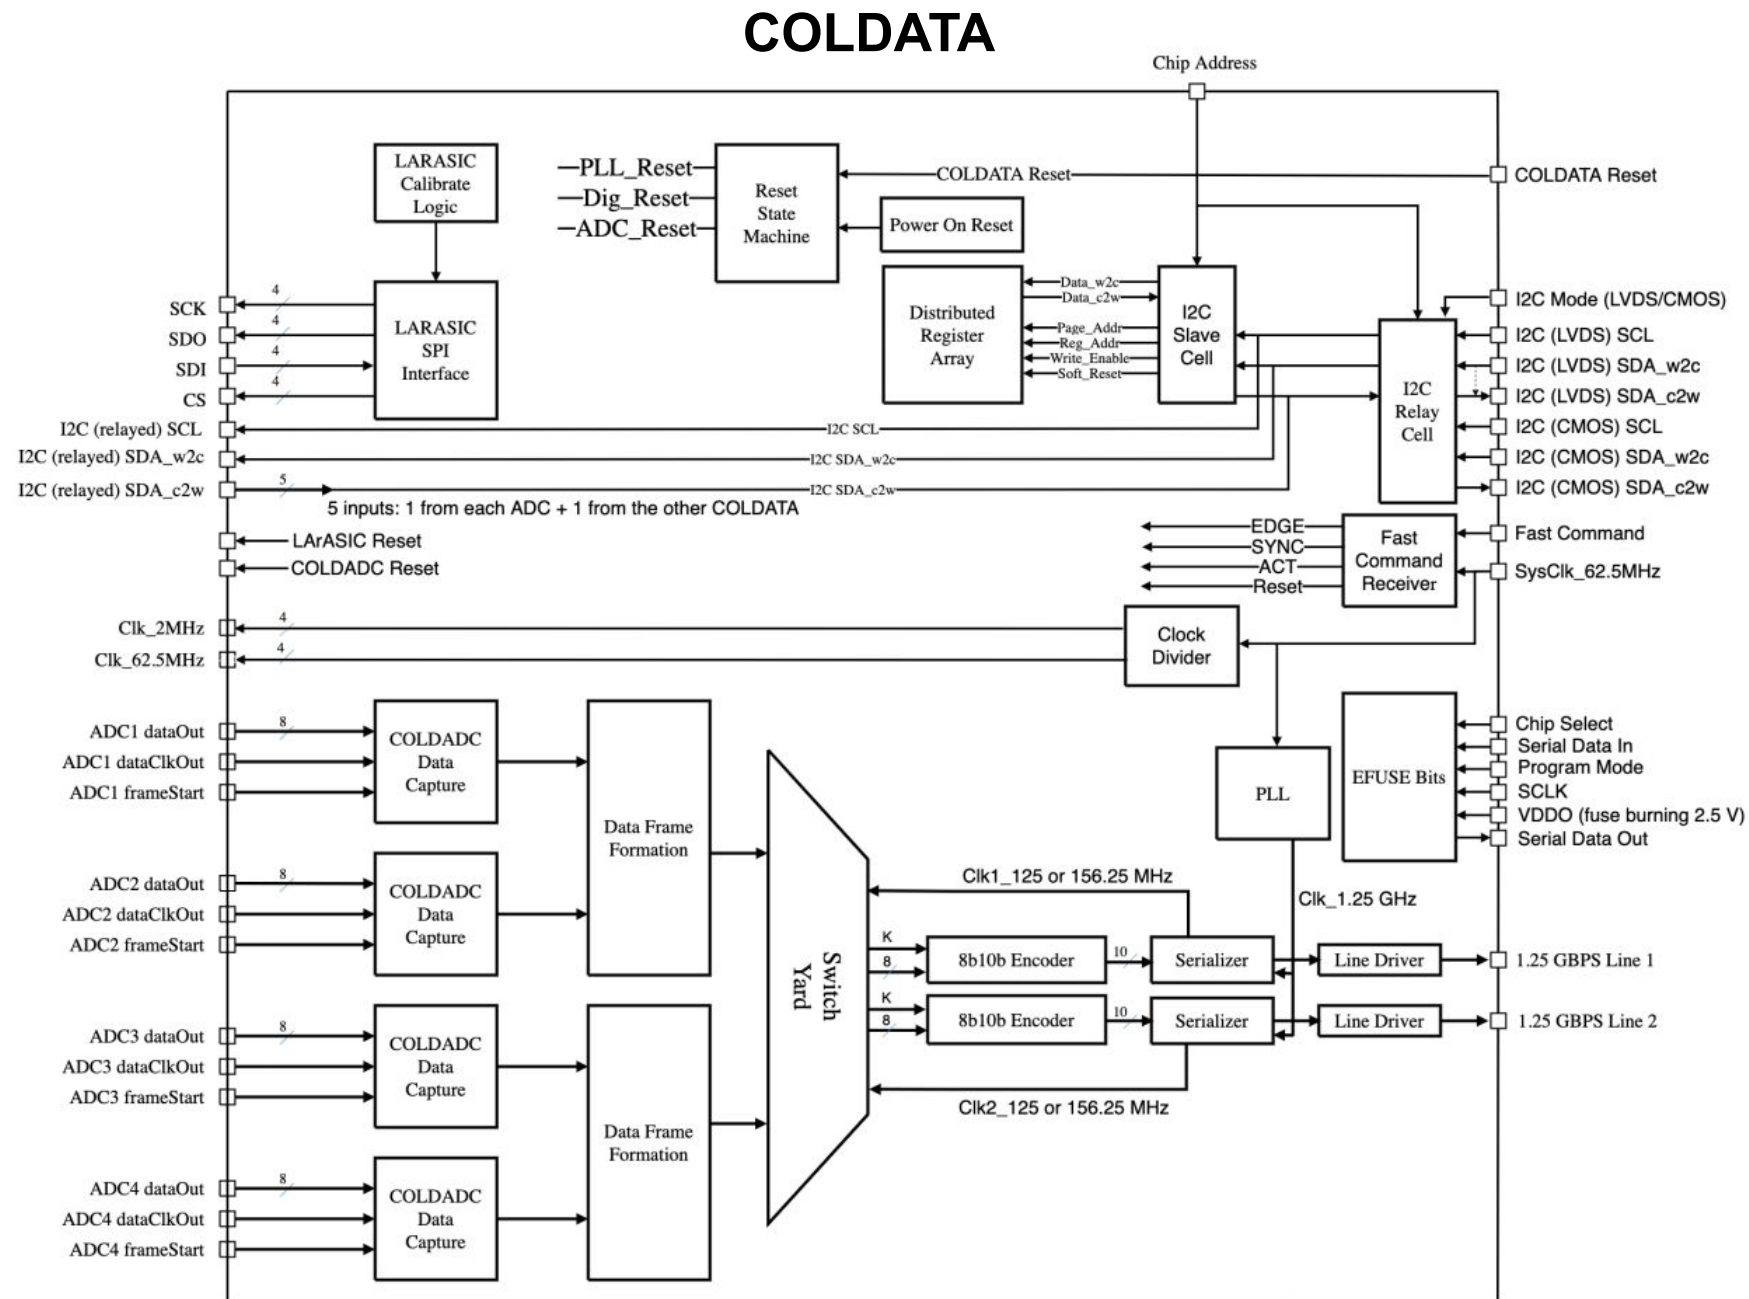 COLDATA
Chip Address
LARASIC
Calibrate
Logic
PLL_Reset
Dig_Reset
ADC_Reset
Reset
State
Machine
COLDATA Reset
COLDATA Reset
Power On Reset
LARASIC
SPI
Interface
SCK
4
SDO
4
SDI
4
CS
4
Distributed
Register
Array
Data_w2c
Data_c2w
Page_Addr
Reg_Addr
Write_Enable
Soft_Reset
I2C
Slave
Cell
I2C
Relay
Cell
I2C Mode (LVDS/CMOS)
I2C (LVDS) SCL
I2C (LVDS) SDA_w2c
I2C (LVDS) SDA_c2w
I2C (CMOS) SCL
I2C (CMOS) SDA_w2c
I2C (CMOS) SDA_c2w
I2C (relayed) SCL
I2C SCL
I2C (relayed) SDA_w2c
I2C SDA_w2c
I2C (relayed) SDA_c2w
5
I2C SDA_c2w
5 inputs: 1 from each ADC + 1 from the other COLDATA
LArASIC Reset
COLDADC Reset
EDGE
SYNC
ACT
Reset
Fast
Command
Receiver
Fast Command
SysClk_62.5MHz
Clk_2MHz
4
Clk_62.5MHz
4
Clock
Divider
PLL
EFUSE Bits
Chip Select
Serial Data In
Program Mode
SCLK
VDDO (fuse burning 2.5 V)
Serial Data Out
ADC1 dataOut
8
ADC1 dataClkOut
ADC1 frameStart
COLDADC
Data
Capture
ADC2 dataOut
8
ADC2 dataClkOut
ADC2 frameStart
COLDADC
Data
Capture
Data Frame
Formation
ADC3 dataOut
8
ADC3 dataClkOut
ADC3 frameStart
COLDADC
Data
Capture
ADC4 dataOut
8
ADC4 dataClkOut
ADC4 frameStart
COLDADC
Data
Capture
Data Frame
Formation
Switch
Yard
Clk1_125 or 156.25 MHz
Clk_1.25 GHz
K
8
8b10b Encoder
10
Serializer
Line Driver
1.25 GBPS Line 1
K
8
8b10b Encoder
10
Serializer
Line Driver
1.25 GBPS Line 2
Clk2_125 or 156.25 MHz